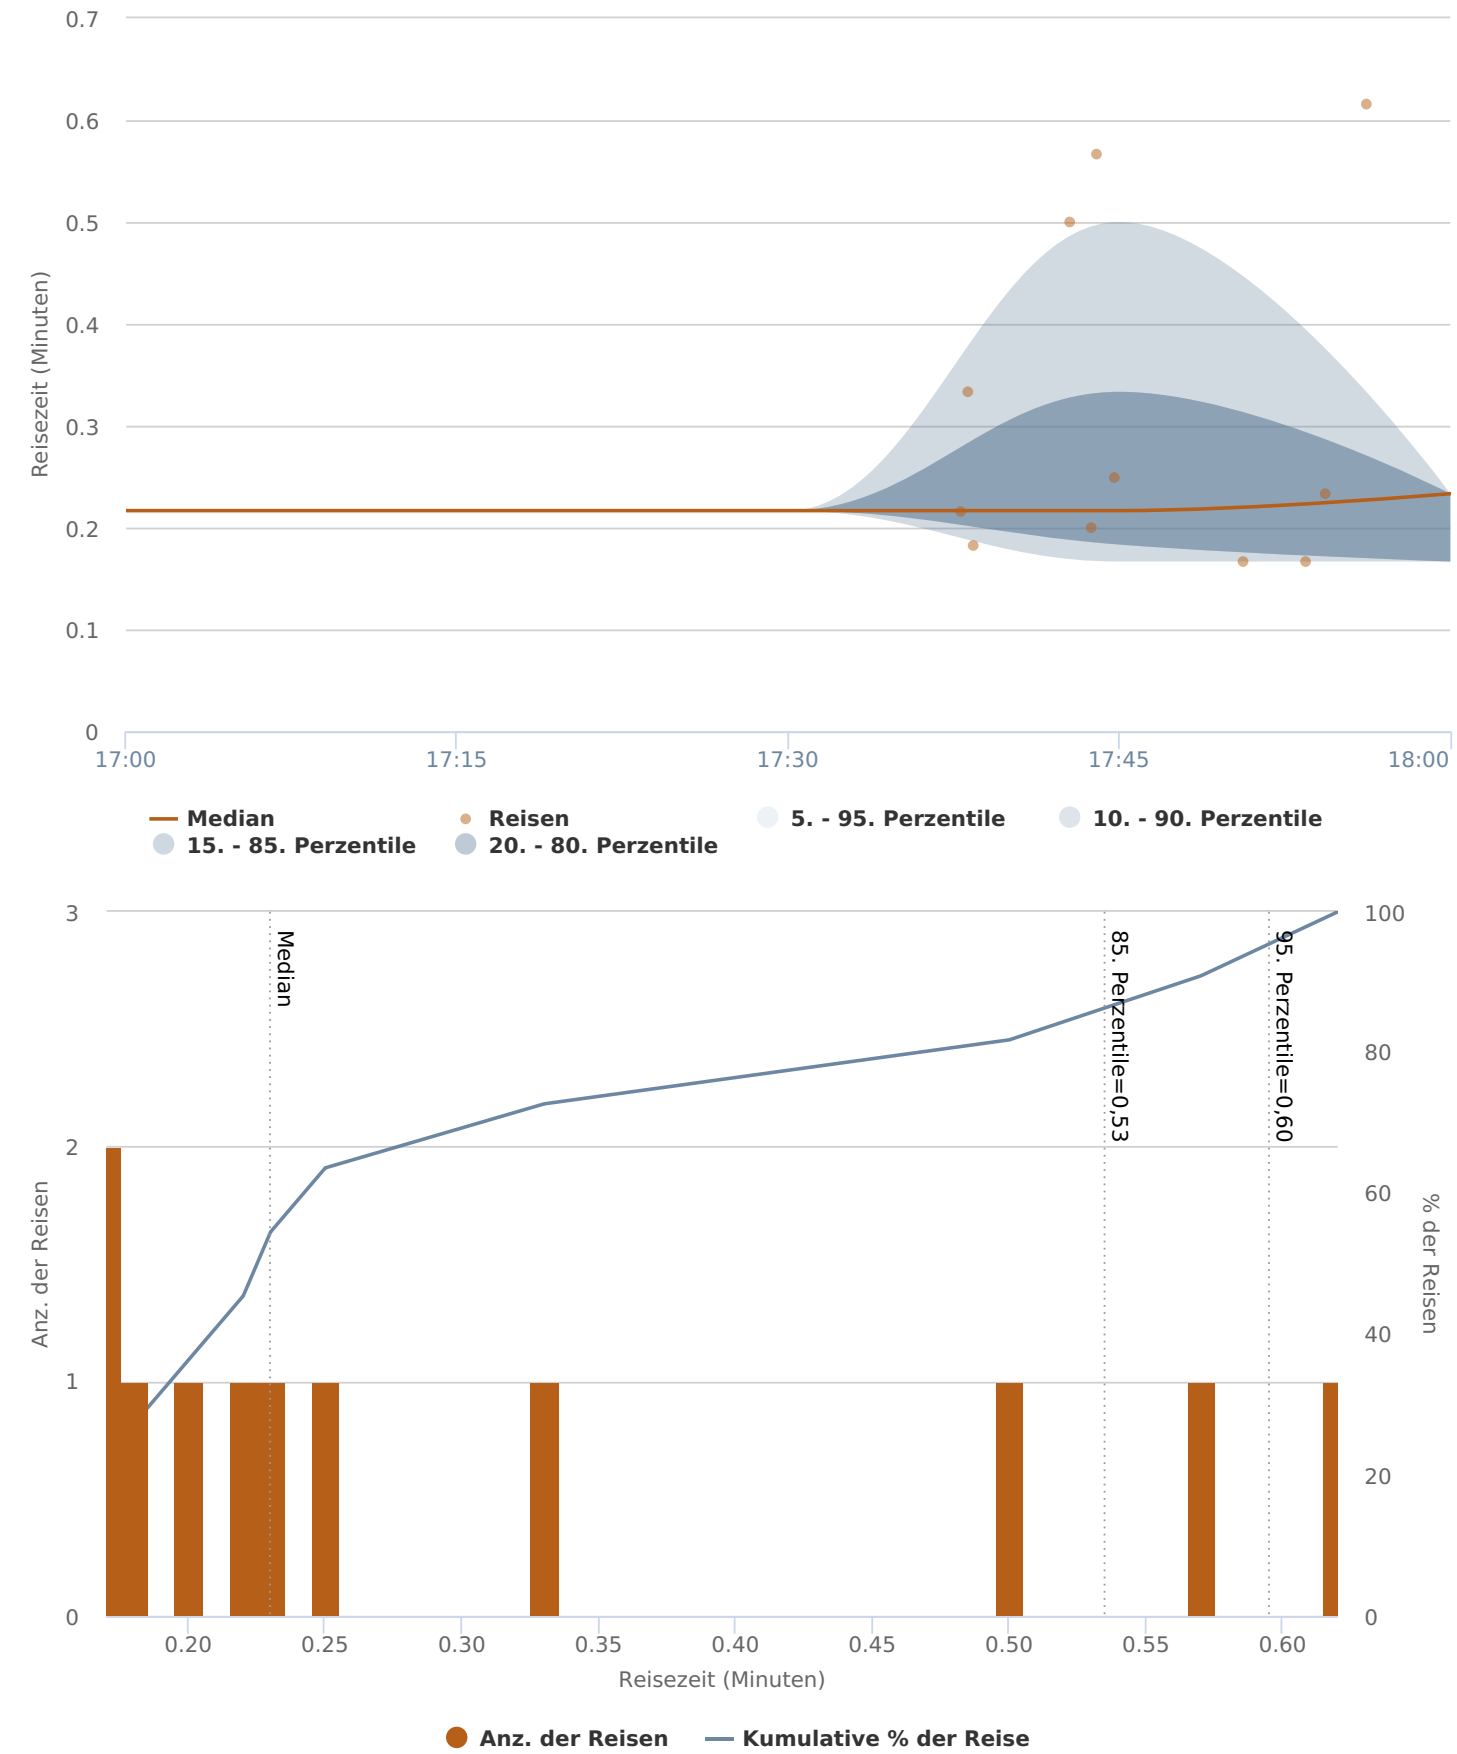 0.7
0.6
0.5
0.4
0.3
0.2
0.1
0
Reisezeit (Minuten)
17:00 17:15 17:30 17:45 18:00
Median Reisen 5. - 95. Perzentile 10. - 90. Perzentile
15. - 85. Perzentile 20. - 80. Perzentile
3
2
1
0
Anz. der Reisen
Median
85. Perzentile=0,53
95. Perzentile=0,60
100
80
60
40
20
0
% der Reisen
0.20 0.25 0.30 0.35 0.40 0.45 0.50 0.55 0.60
Reisezeit (Minuten)
Anz. der Reisen Kumulative % der Reise